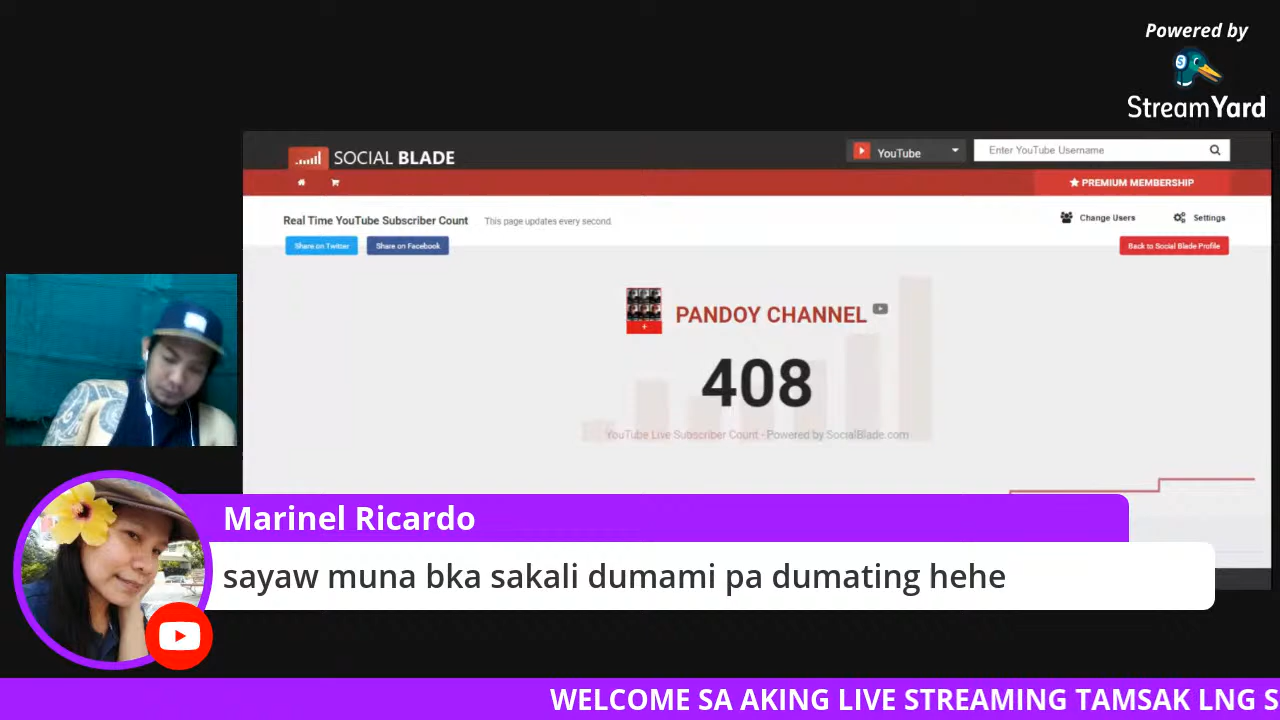 Powered by
StreamYard
SOCIAL BLADE
YouTube
Enter YouTube Username
PREMIUM MEMBERSHIP
Real Time YouTube Subscriber Count
This page updates every second.
Change Users
Settings
Share on Twitter
Share on Facebook
Back to Social Blade Profile
PANDOY CHANNEL
408
YouTube Live Subscriber Count - Powered by SocialBlade.com
Marinel Ricardo
sayaw muna bka sakali dumami pa dumating hehe
WELCOME SA AKING LIVE STREAMING TAMSAK LNG S